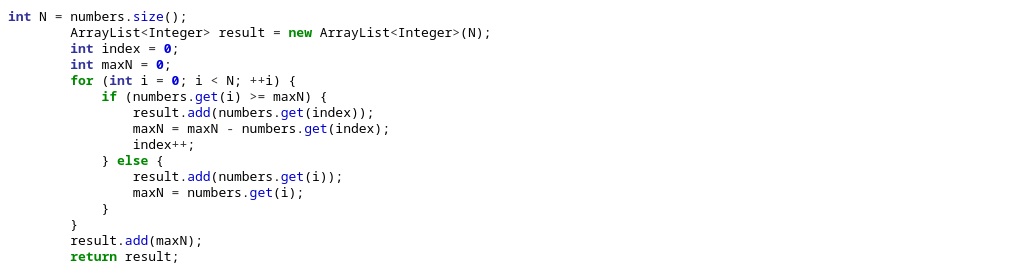 int N = numbers.size();
        ArrayList<Integer> result = new ArrayList<Integer>(N);
        int index = 0;
        int maxN = 0;
        for (int i = 0; i < N; ++i) {
            if (numbers.get(i) >= maxN) {
                result.add(numbers.get(index));
                maxN = maxN - numbers.get(index);
                index++;
            } else {
                result.add(numbers.get(i));
                maxN = numbers.get(i);
            }
        }
        result.add(maxN);
        return result;